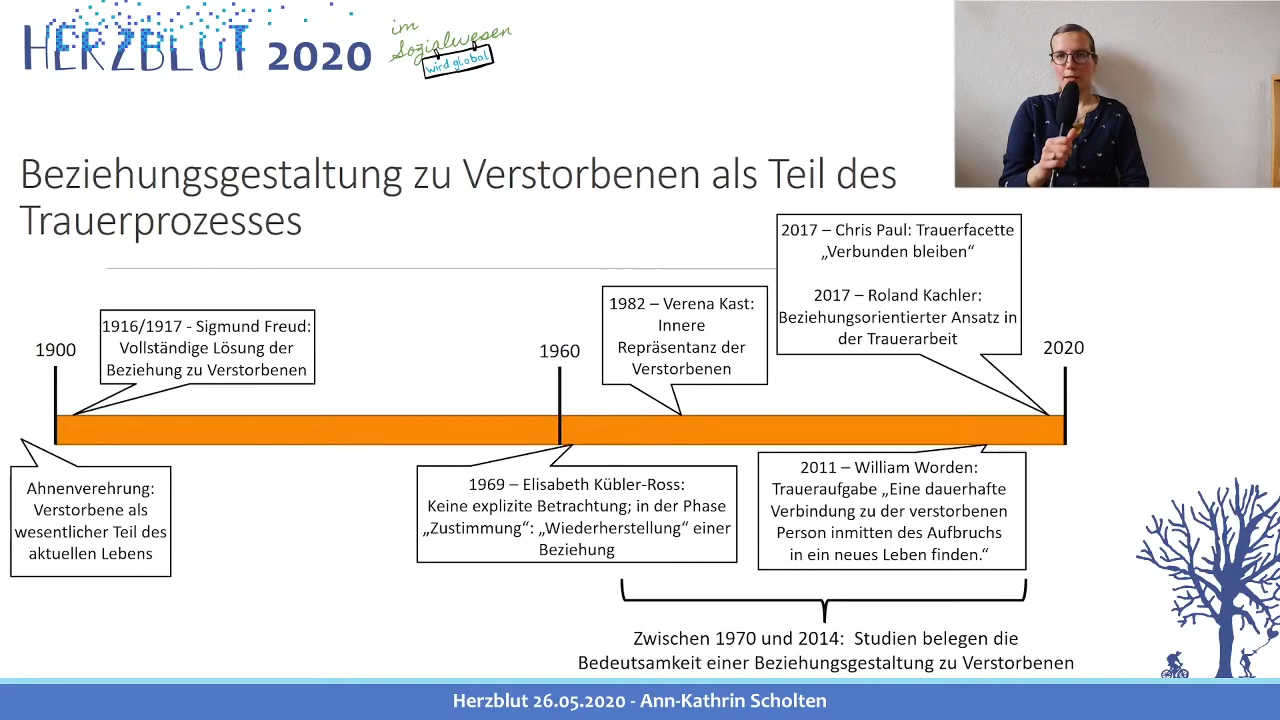 HERZBLUT 2020
im
Sozialwesen
wird global
Beziehungsgestaltung zu Verstorbenen als Teil des
Trauerprozesses
2017 – Chris Paul: Trauerfacette
„Verbunden bleiben“
2017 – Roland Kachler:
Beziehungsorientierter Ansatz in
der Trauerarbeit
1982 – Verena Kast:
Innere
Repräsentanz der
Verstorbenen
1916/1917 - Sigmund Freud:
Vollständige Lösung der
Beziehung zu Verstorbenen
1900
1960
2020
Ahnenverehrung:
Verstorbene als
wesentlicher Teil des
aktuellen Lebens
1969 – Elisabeth Kübler-Ross:
Keine explizite Betrachtung; in der Phase
„Zustimmung“: „Wiederherstellung“ einer
Beziehung
2011 – William Worden:
Traueraufgabe „Eine dauerhafte
Verbindung zu der verstorbenen
Person inmitten des Aufbruchs
in ein neues Leben finden.“
Zwischen 1970 und 2014: Studien belegen die
Bedeutsamkeit einer Beziehungsgestaltung zu Verstorbenen
Herzblut 26.05.2020 - Ann-Kathrin Scholten